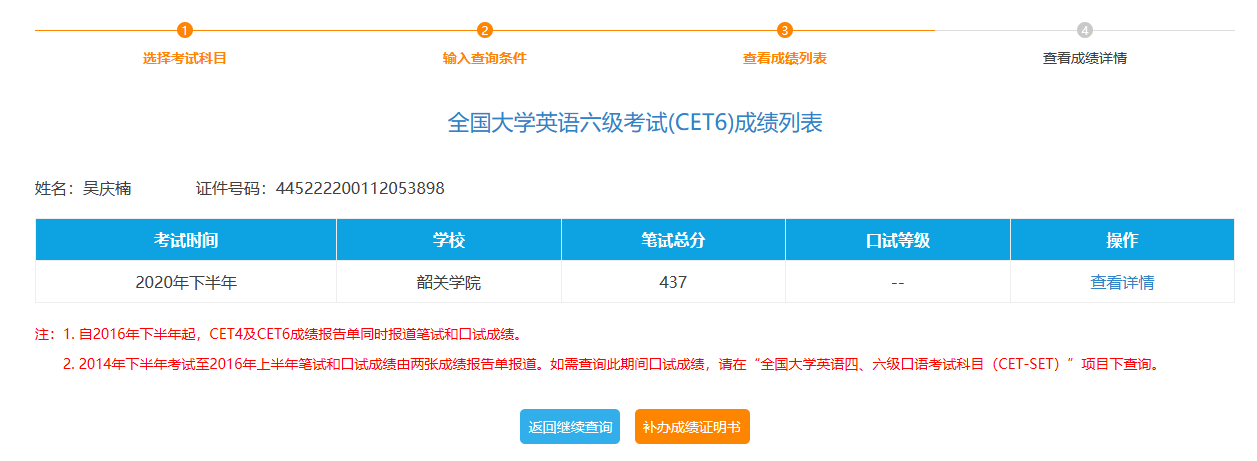 1 2 3 4
选择考试科目 输入查询条件 查看成绩列表 查看成绩详情
全国大学英语六级考试(CET6)成绩列表
姓名：吴庆楠 证件号码：445222200112053898
考试时间 学校 笔试总分 口试等级 操作
2020年下半年 韶关学院 437 -- 查看详情
注：1. 自2016年下半年起，CET4及CET6成绩报告单同时报道笔试和口试成绩。
2. 2014年下半年考试至2016年上半年笔试和口试成绩由两张成绩报告单报道。如需查询此期间口试成绩，请在“全国大学英语四、六级口语考试科目（CET-SET）”项目下查询。
返回继续查询 补办成绩证明书